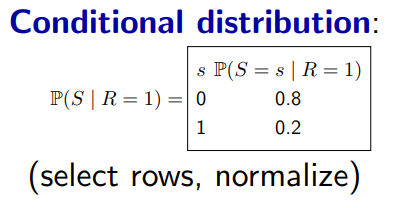 Conditional distribution:
s ℙ(S = s | R = 1)
ℙ(S | R = 1) = 0 0.8
1 0.2
(select rows, normalize)